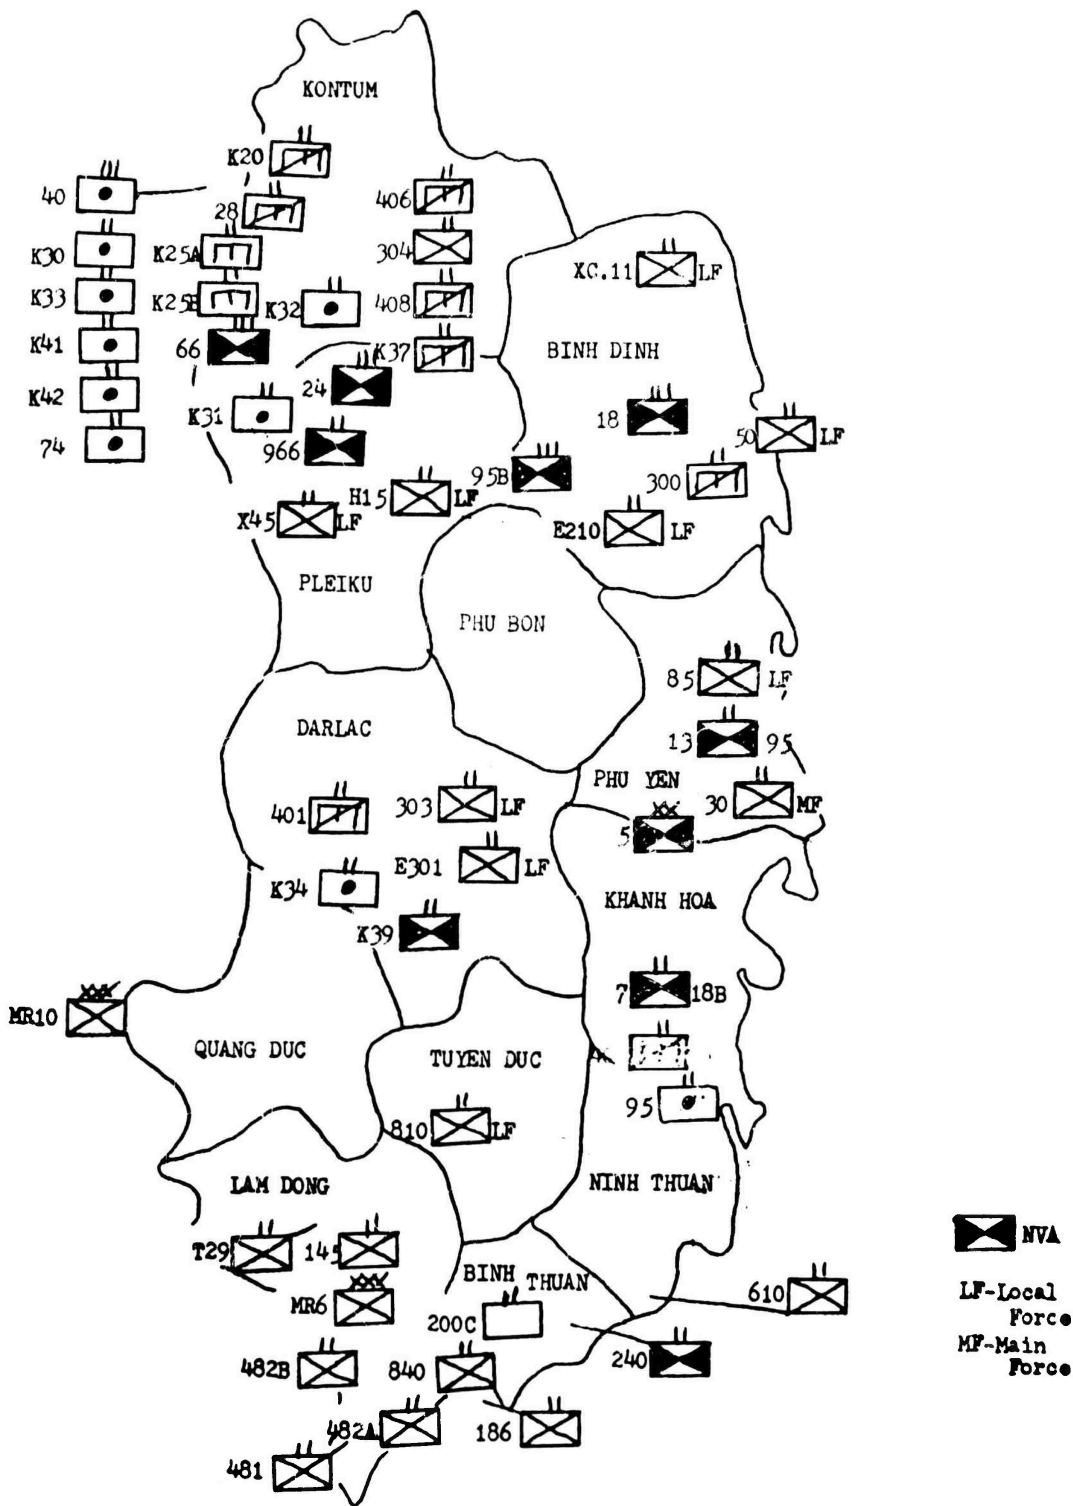 KONTUM
K20
40
28
406
K30
K25A
304
XC.11 LF
K33
K25B
K32
408
K41
66
K37
BINH DINH
24
K42
K31
18
50 LF
74
966
95B
300
H15 LF
X45 LF
E210 LF
PLEIKU
PHU BON
85 LF
DARLAC
13 95
PHU YEN
401
303 LF
30 MF
5
E301 LF
K34
KHANH HOA
K39
7 18B
MR10
QUANG DUC
TUYEN DUC
95
810 LF
LAM DONG
NINH THUAN
T29
145
NVA
BINH THUAN
MR6
610
LF-Local
Force
200C
482B
840
240
MF-Main
Force
482A
186
481